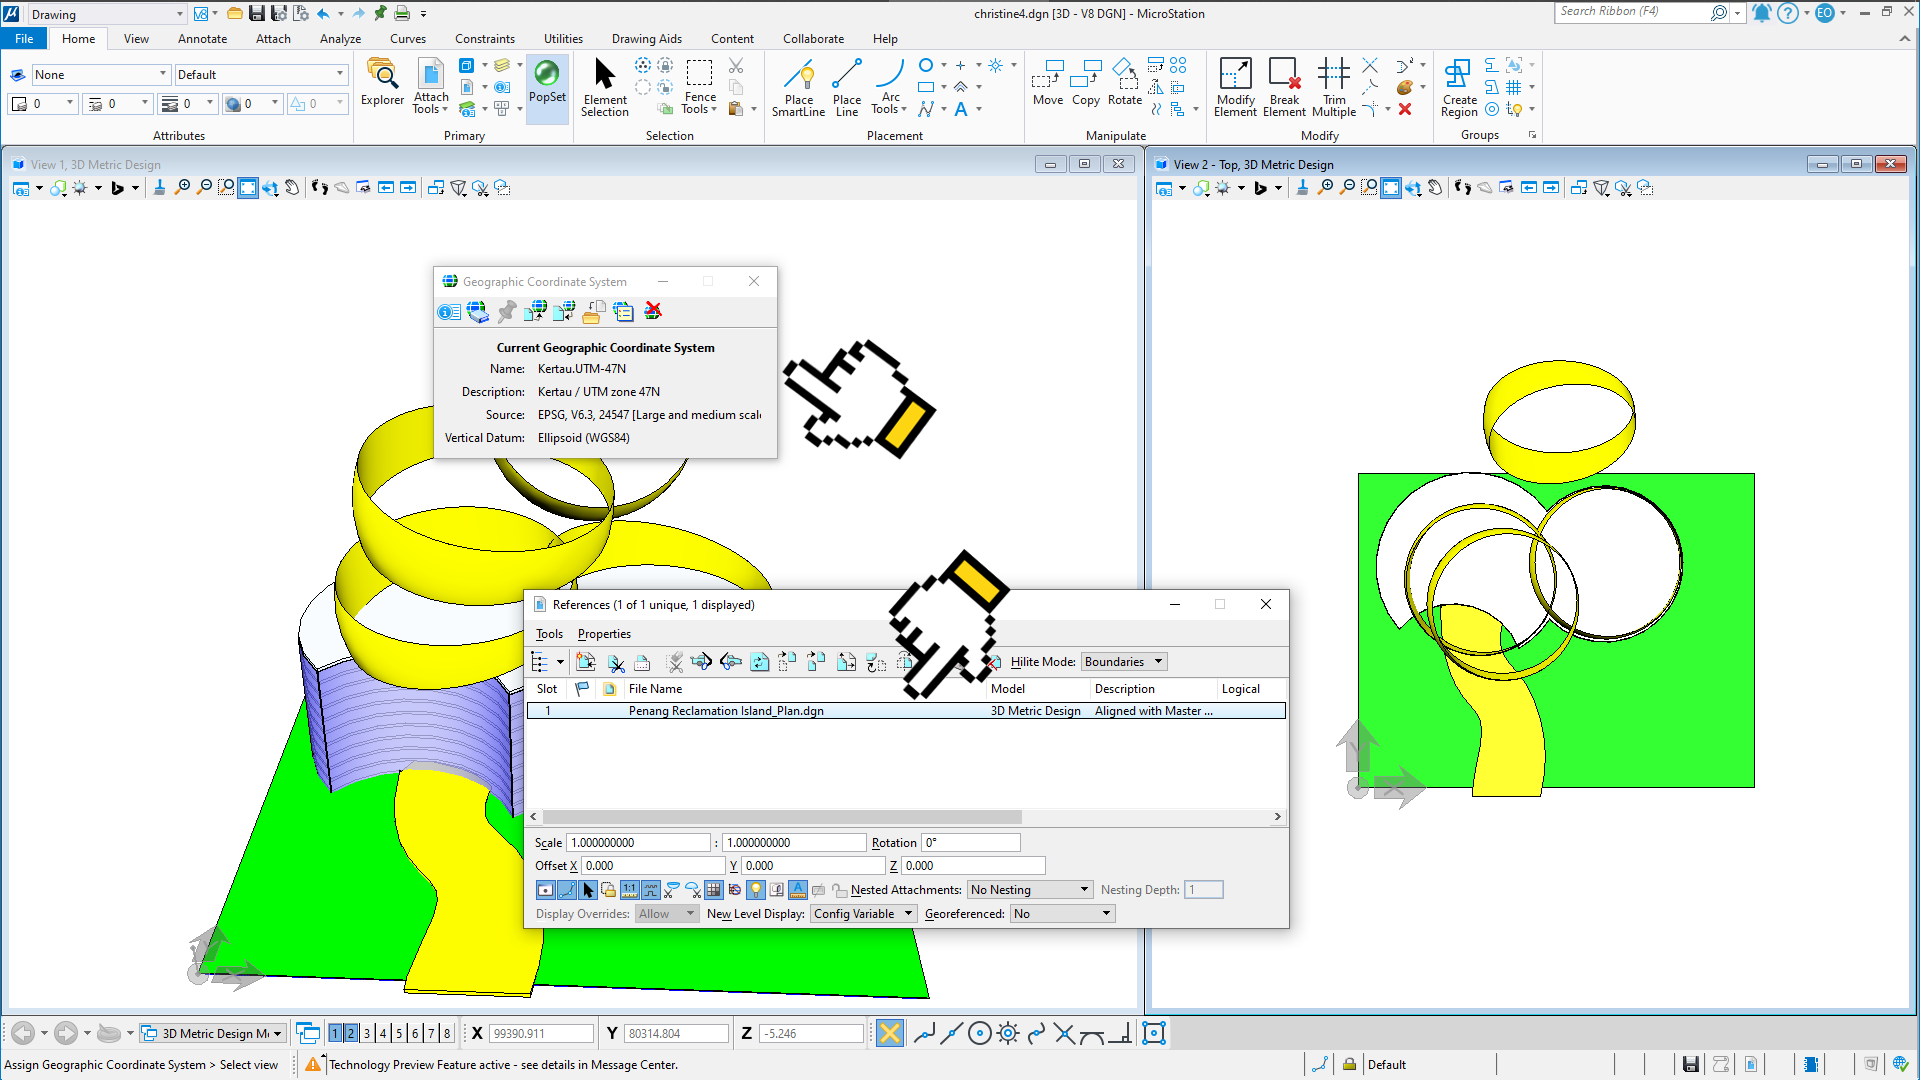 Drawing
christine4.dgn [3D - V8 DGN] - MicroStation
Search Ribbon (F4)
EO
File Home View Annotate Attach Analyze Curves Constraints Utilities Drawing Aids Content Collaborate Help
None
Default
0 0 0 0 0
Attributes
Explorer
Attach Tools
PopSet
Primary
Element Selection
Fence Tools
Selection
Place SmartLine
Place Line
Arc Tools
Placement
Move Copy Rotate
Manipulate
Modify Element
Break Element
Trim Multiple
Modify
Create Region
Groups
View 1, 3D Metric Design
View 2 - Top, 3D Metric Design
Geographic Coordinate System
Current Geographic Coordinate System
Name: Kertau.UTM-47N
Description: Kertau / UTM zone 47N
Source: EPSG, V6.3, 24547 [Large and medium scale
Vertical Datum: Ellipsoid (WGS84)
References (1 of 1 unique, 1 displayed)
Tools Properties
Hilite Mode: Boundaries
Slot File Name Model Description Logical
1 Penang Reclamation Island_Plan.dgn 3D Metric Design Aligned with Master ...
Scale 1.000000000 : 1.000000000 Rotation 0°
Offset X 0.000 Y 0.000 Z 0.000
Nested Attachments: No Nesting Nesting Depth: 1
Display Overrides: Allow New Level Display: Config Variable Georeferenced: No
3D Metric Design M
1 2 3 4 5 6 7 8
X 99390.911 Y 80314.804 Z -5.246
Assign Geographic Coordinate System > Select view
Technology Preview Feature active - see details in Message Center.
Default